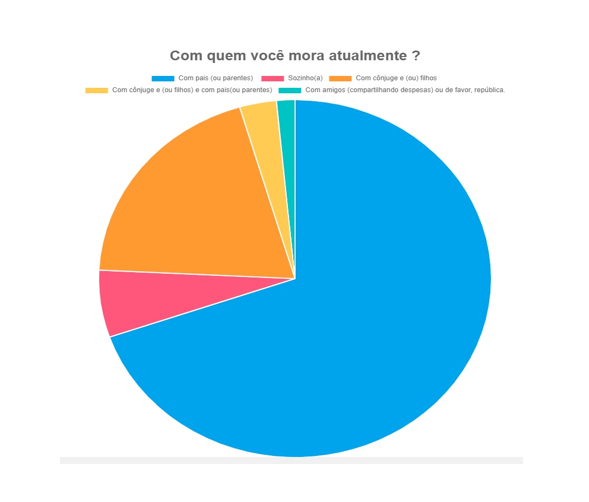 Com quem você mora atualmente ?
Com pais (ou parentes) Sozinho(a) Com cônjuge e (ou) filhos
Com cônjuge e (ou filhos) e com pais(ou parentes) Com amigos (compartilhando despesas) ou de favor, república.